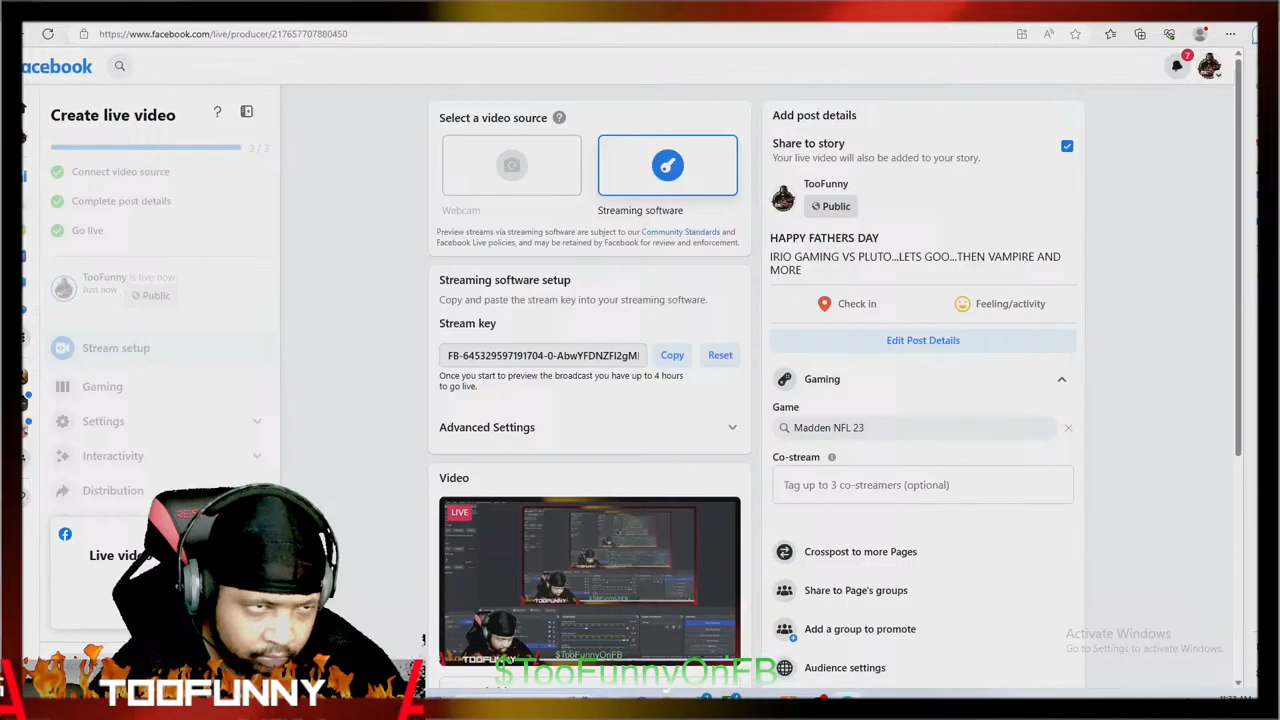 https://www.facebook.com/live/producer/217657707880450
acebook
7
Create live video
?
3 / 3
Connect video source
Complete post details
Go live
TooFunny is live now.
Just now
Public
Stream setup
Gaming
Settings
Interactivity
Distribution
Live vide
Select a video source
Webcam
Streaming software
Preview streams via streaming software are subject to our Community Standards and
Facebook Live policies, and may be retained by Facebook for review and enforcement.
Streaming software setup
Copy and paste the stream key into your streaming software.
Stream key
FB-645329597191704-0-AbwYFDNZFl2gM
Copy
Reset
Once you start to preview the broadcast you have up to 4 hours
to go live.
Advanced Settings
Video
LIVE
Add post details
Share to story
Your live video will also be added to your story.
TooFunny
Public
HAPPY FATHERS DAY
IRIO GAMING VS PLUTO...LETS GOO...THEN VAMPIRE AND
MORE
Check in
Feeling/activity
Edit Post Details
Gaming
Game
Madden NFL 23
Co-stream
Tag up to 3 co-streamers (optional)
Crosspost to more Pages
Share to Page's groups
Add a group to promote
Audience settings
Activate Windows
Go to Settings to activate Windows.
$TooFunnyOnFB
TOOFUNNY